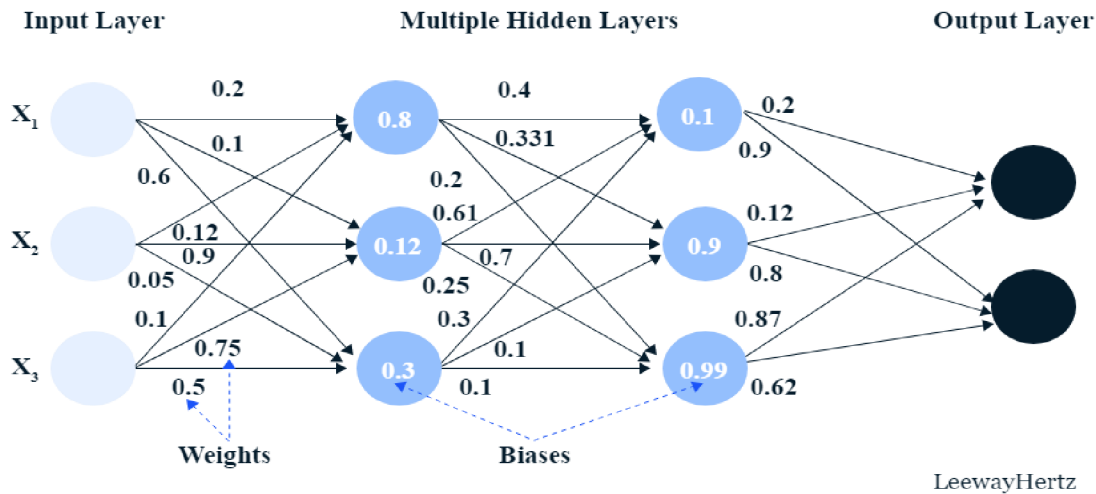 Input Layer Multiple Hidden Layers Output Layer
0.2 0.4
X₁ 0.8 0.1 0.2
0.1 0.331 0.9
0.6 0.2
0.61 0.12
X₂ 0.12 0.12 0.9
0.9 0.7 0.8
0.05 0.25
0.1 0.3 0.87
0.75 0.1
X₃ 0.3 0.99
0.5 0.1 0.62
Weights Biases
LeewayHertz